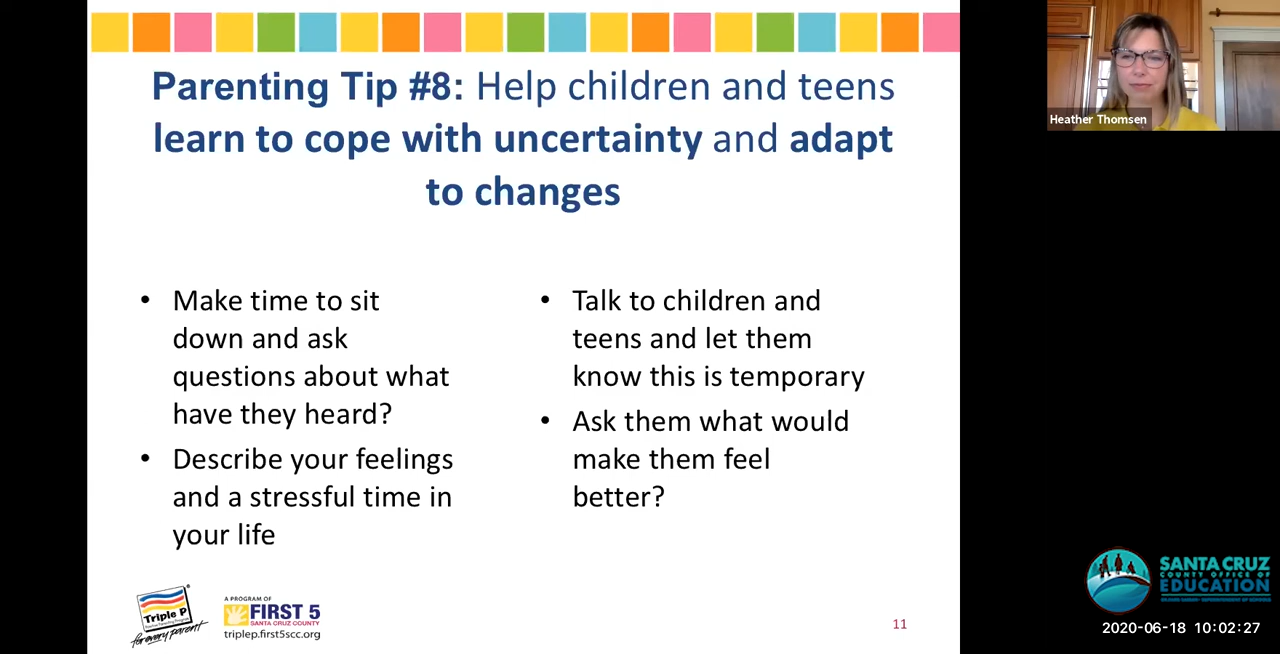 Parenting Tip #8: Help children and teens
learn to cope with uncertainty and adapt
to changes
• Make time to sit
down and ask
questions about what
have they heard?
• Describe your feelings
and a stressful time in
your life
• Talk to children and
teens and let them
know this is temporary
• Ask them what would
make them feel
better?
Triple P
for every parent
A PROGRAM OF
FIRST 5
SANTA CRUZ COUNTY
triplep.first5scc.org
11
Heather Thomsen
SANTA CRUZ
COUNTY OFFICE OF
EDUCATION
2020-06-18 10:02:27